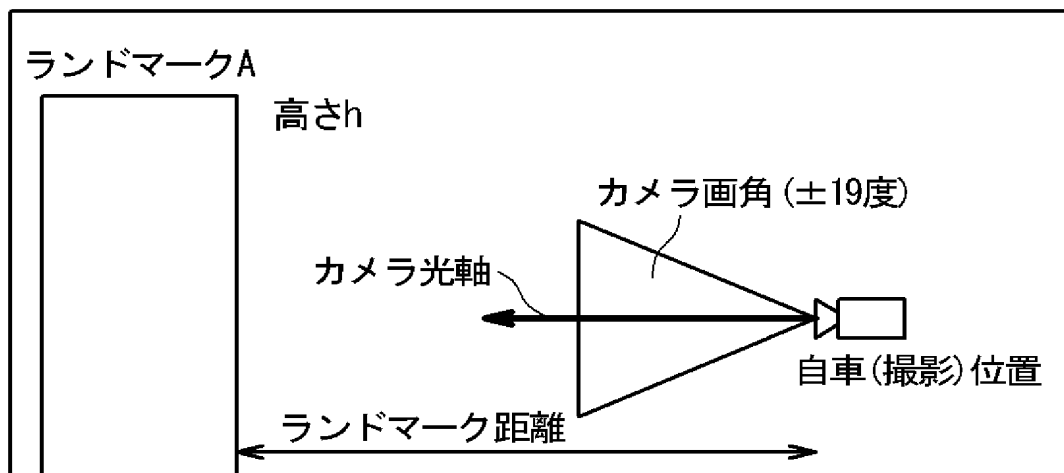 ランドマークA
高さh
カメラ画角(±19度)
カメラ光軸
自車(撮影)位置
ランドマーク距離